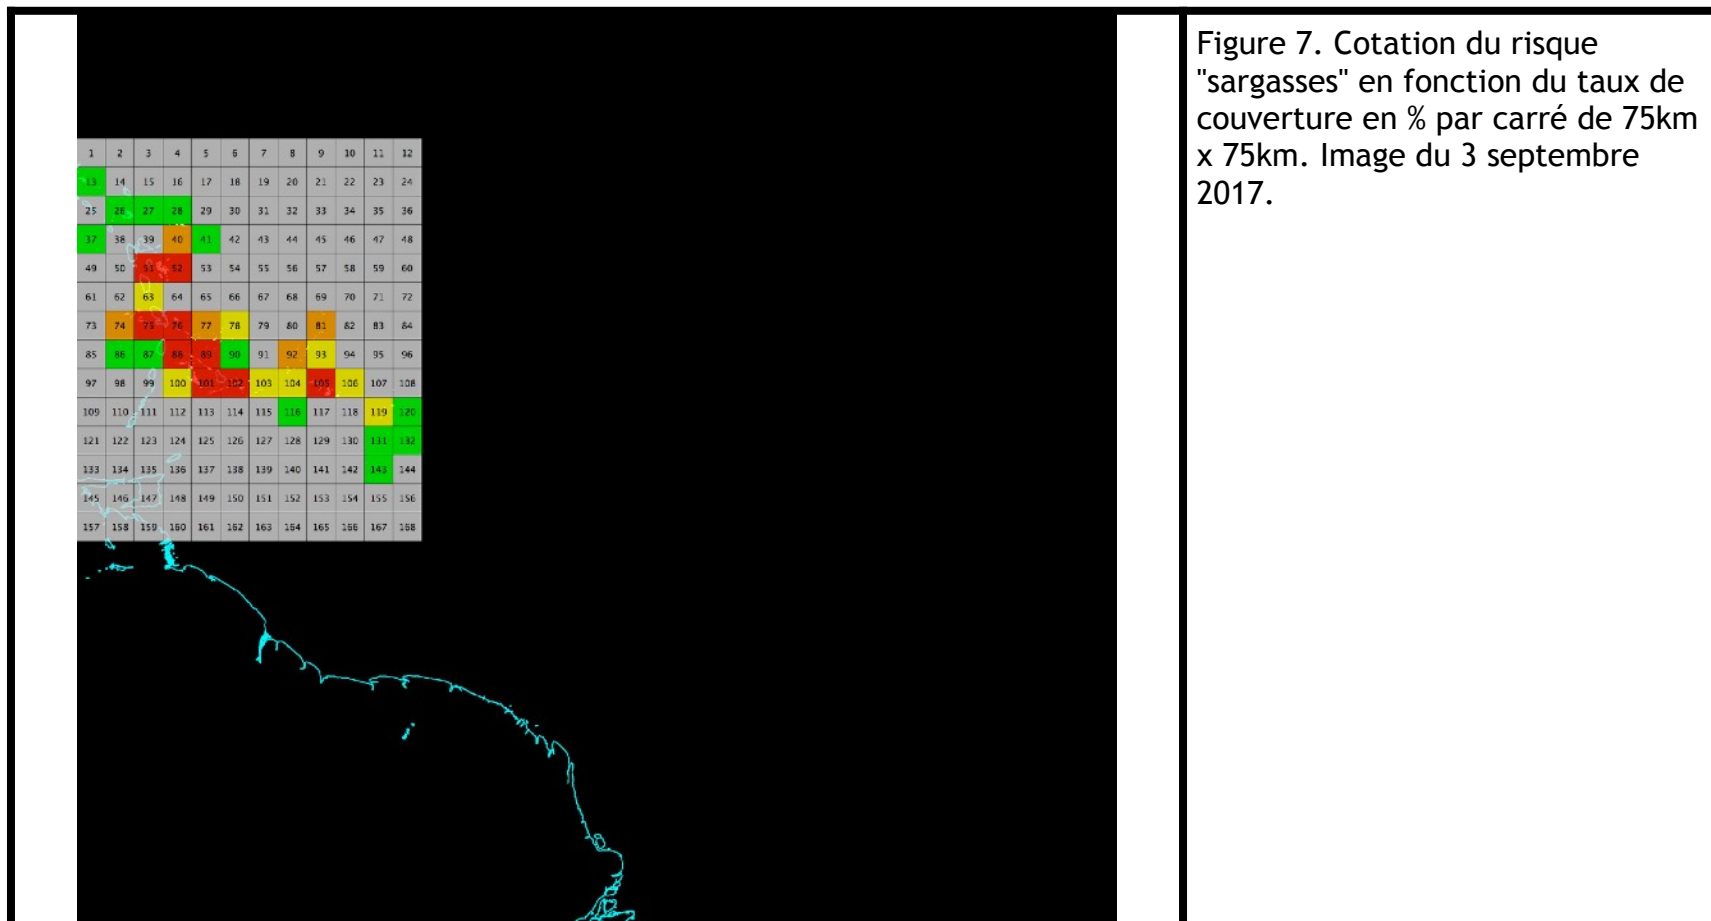 1 2 3 4 5 6 7 8 9 10 11 12
13 14 15 16 17 18 19 20 21 22 23 24
25 26 27 28 29 30 31 32 33 34 35 36
37 38 39 40 41 42 43 44 45 46 47 48
49 50 51 52 53 54 55 56 57 58 59 60
61 62 63 64 65 66 67 68 69 70 71 72
73 74 75 76 77 78 79 80 81 82 83 84
85 86 87 88 89 90 91 92 93 94 95 96
97 98 99 100 101 102 103 104 105 106 107 108
109 110 111 112 113 114 115 116 117 118 119 120
121 122 123 124 125 126 127 128 129 130 131 132
133 134 135 136 137 138 139 140 141 142 143 144
145 146 147 148 149 150 151 152 153 154 155 156
157 158 159 160 161 162 163 164 165 166 167 168
Figure 7. Cotation du risque
"sargasses" en fonction du taux de
couverture en % par carré de 75km
x 75km. Image du 3 septembre
2017.